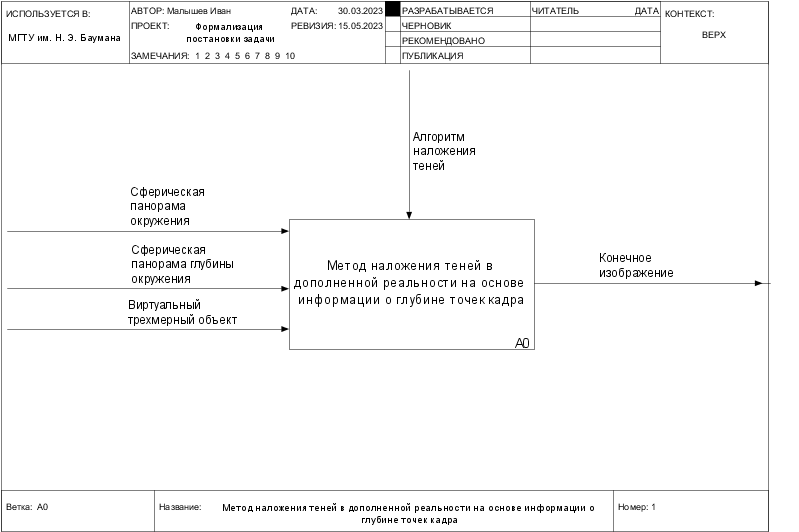 ИСПОЛЬЗУЕТСЯ В:
МГТУ им. Н. Э. Баумана
АВТОР: Малышев Иван
ДАТА: 30.03.2023
ПРОЕКТ: Формализация
постановки задачи
РЕВИЗИЯ: 15.05.2023
ЗАМЕЧАНИЯ: 1 2 3 4 5 6 7 8 9 10
РАЗРАБАТЫВАЕТСЯ
ЧЕРНОВИК
РЕКОМЕНДОВАНО
ПУБЛИКАЦИЯ
ЧИТАТЕЛЬ ДАТА
КОНТЕКСТ:
ВЕРХ
Алгоритм
наложения
теней
Сферическая
панорама
окружения
Сферическая
панорама глубины
окружения
Виртуальный
трехмерный объект
Метод наложения теней в
дополненной реальности на основе
информации о глубине точек кадра
A0
Конечное
изображение
Ветка: A0
Название: Метод наложения теней в дополненной реальности на основе информации о
глубине точек кадра
Номер: 1